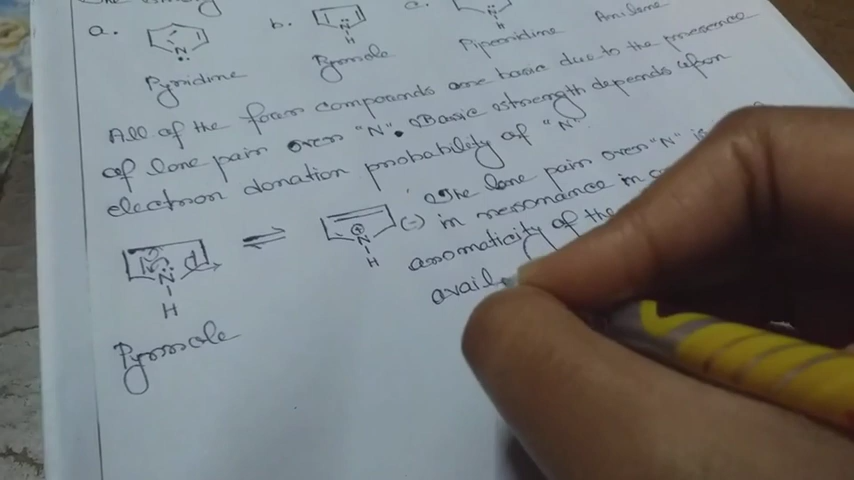 a. N b. N H c. N H
Pyridine Pyrrole Piperidine Aniline
All of the four compounds are basic due to the presence
of lone pair over "N". Basic strength depends upon
electron donation probability of "N".
The lone pair over "N" is
(-) in resonance in
aromaticity of the
avail
N H N H
Pyrrole